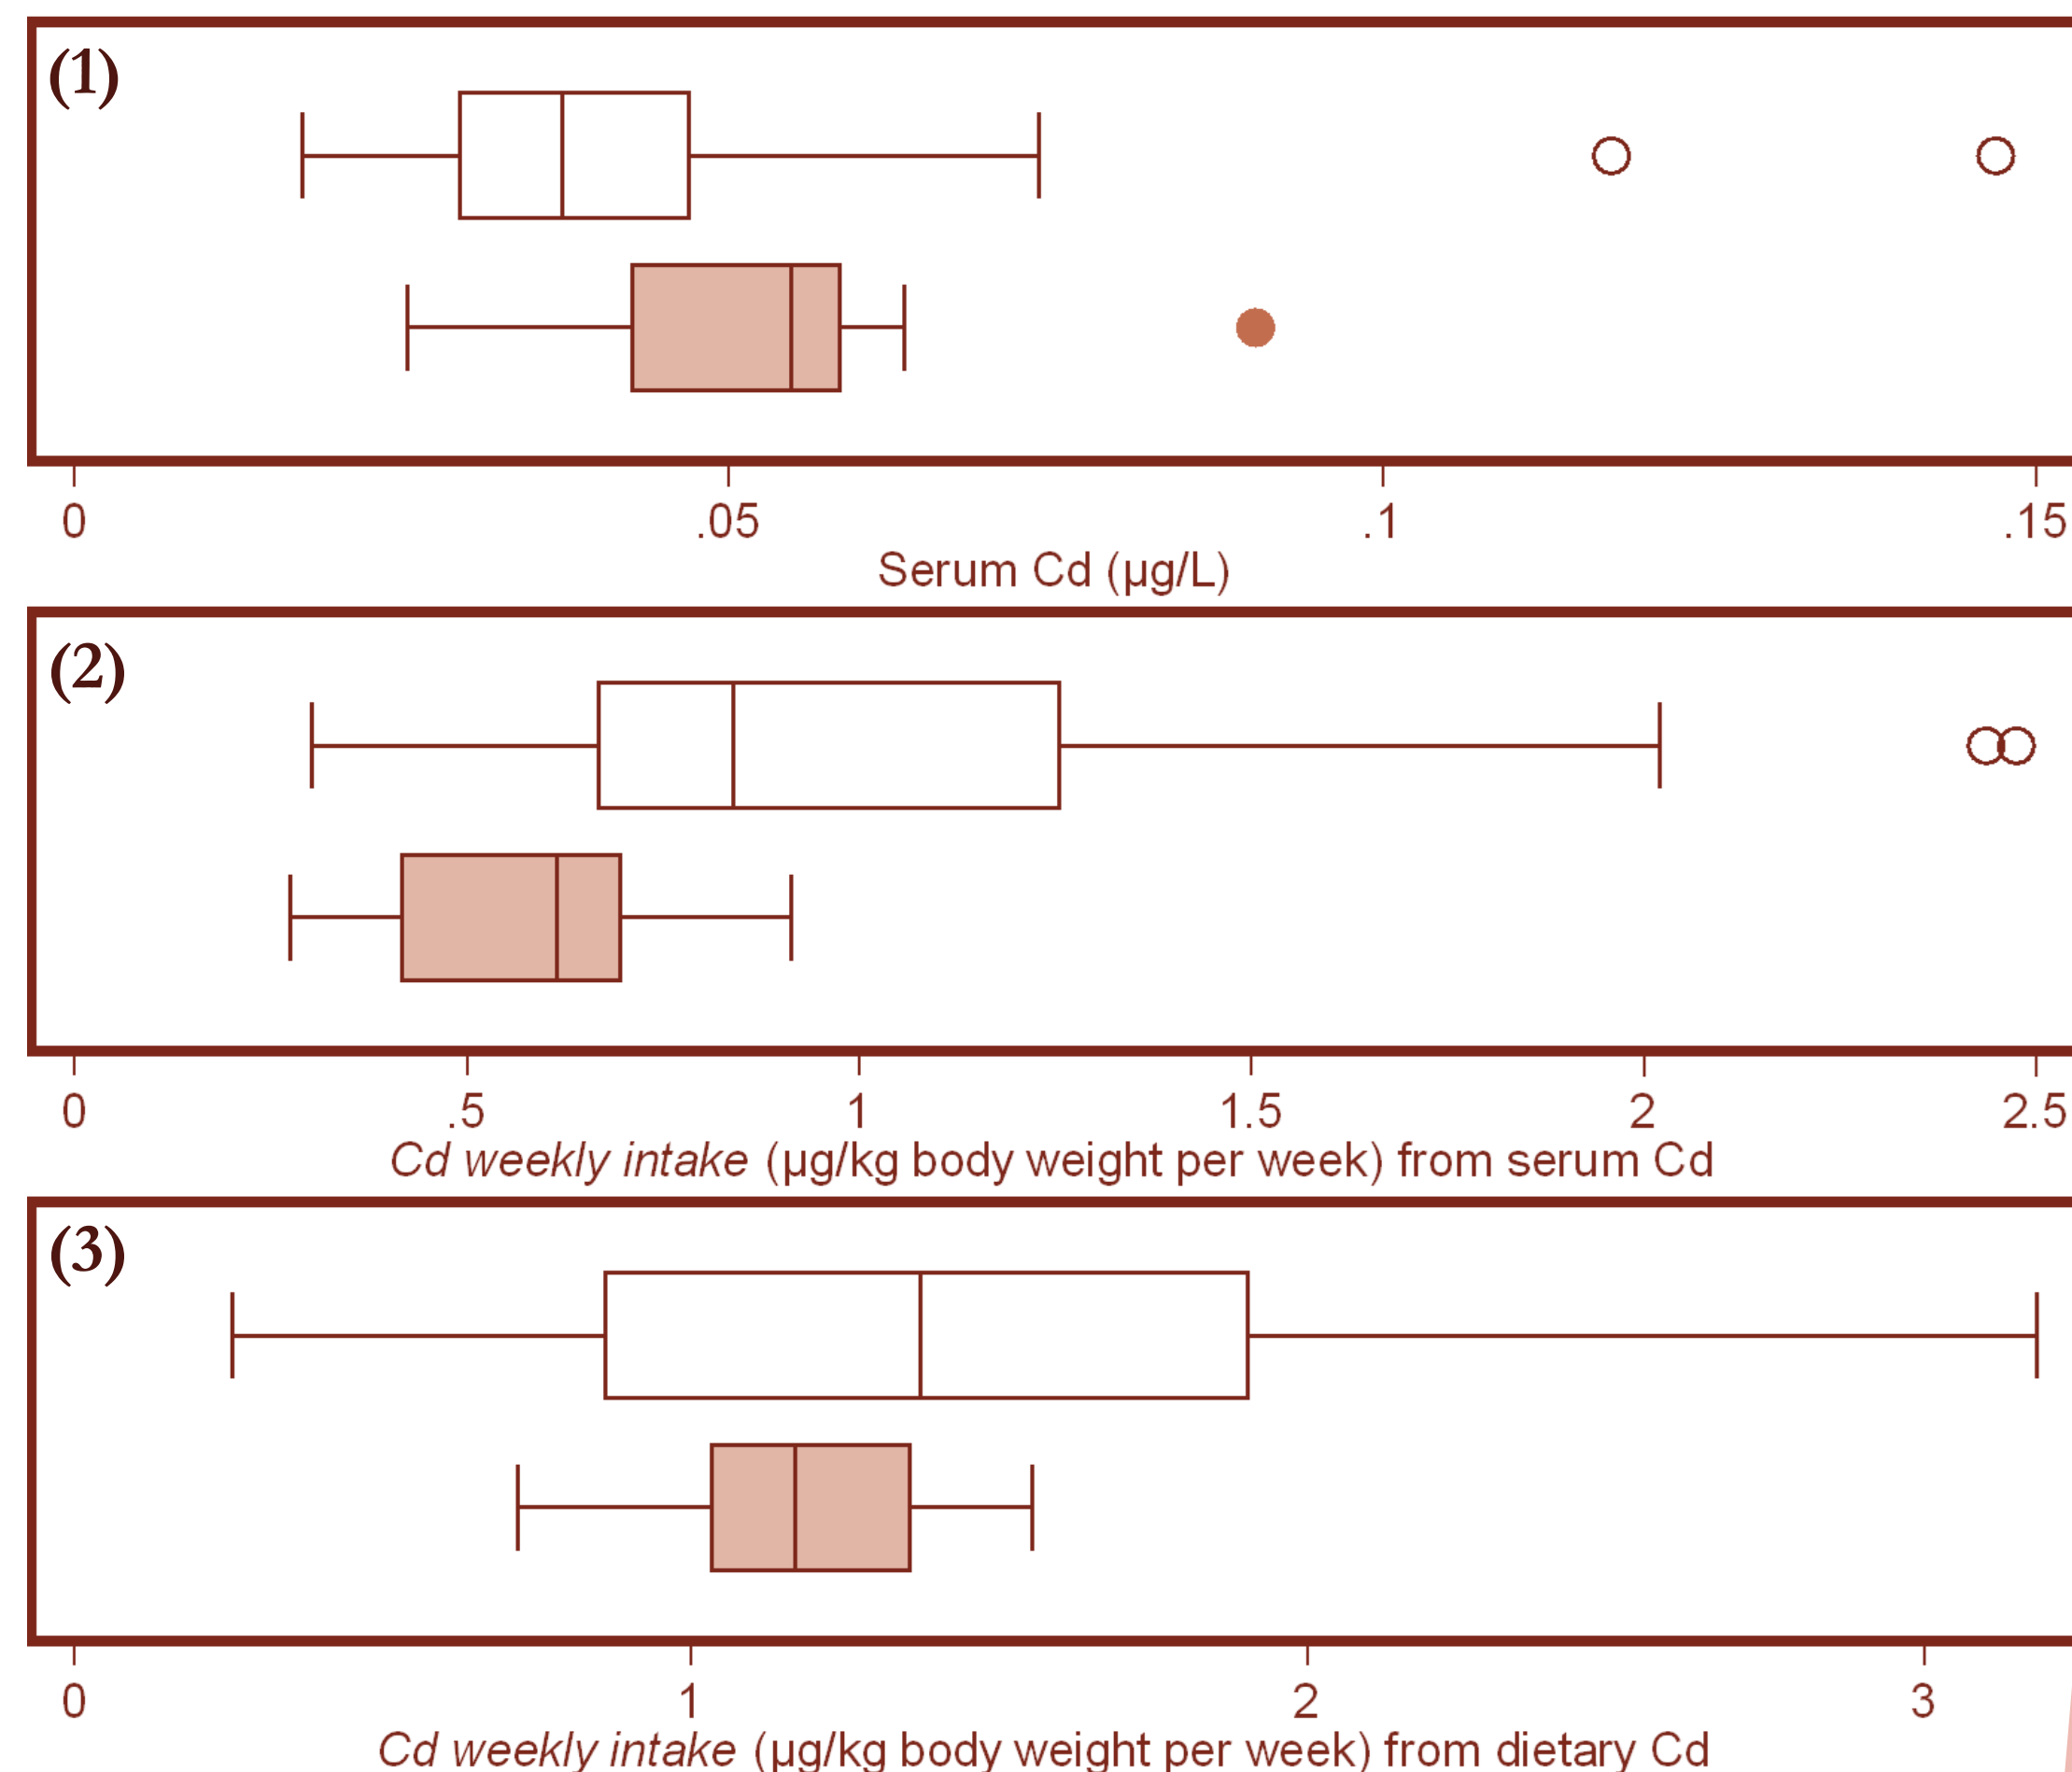 (1)
0 .05 .1 .15
Serum Cd (µg/L)
(2)
0 .5 1 1.5 2 2.5
Cd weekly intake (µg/kg body weight per week) from serum Cd
(3)
0 1 2 3
Cd weekly intake (µg/kg body weight per week) from dietary Cd